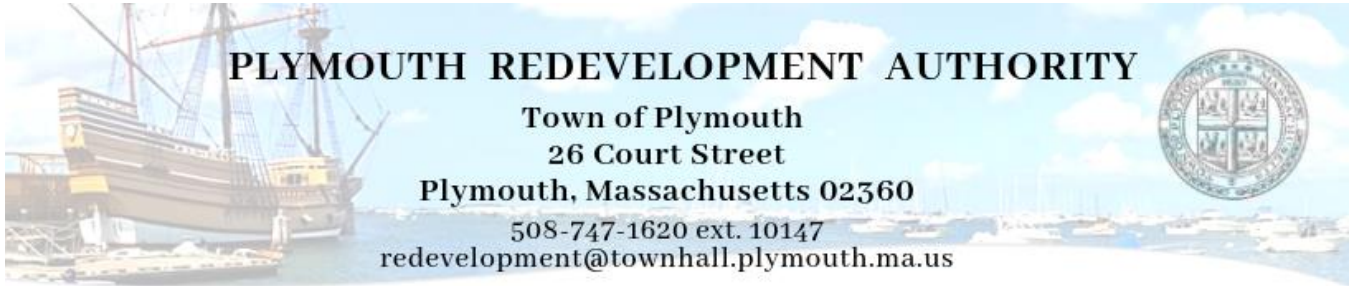 PLYMOUTH REDEVELOPMENT AUTHORITY
Town of Plymouth
26 Court Street
Plymouth, Massachusetts 02360
508-747-1620 ext. 10147
redevelopment@townhall.plymouth.ma.us